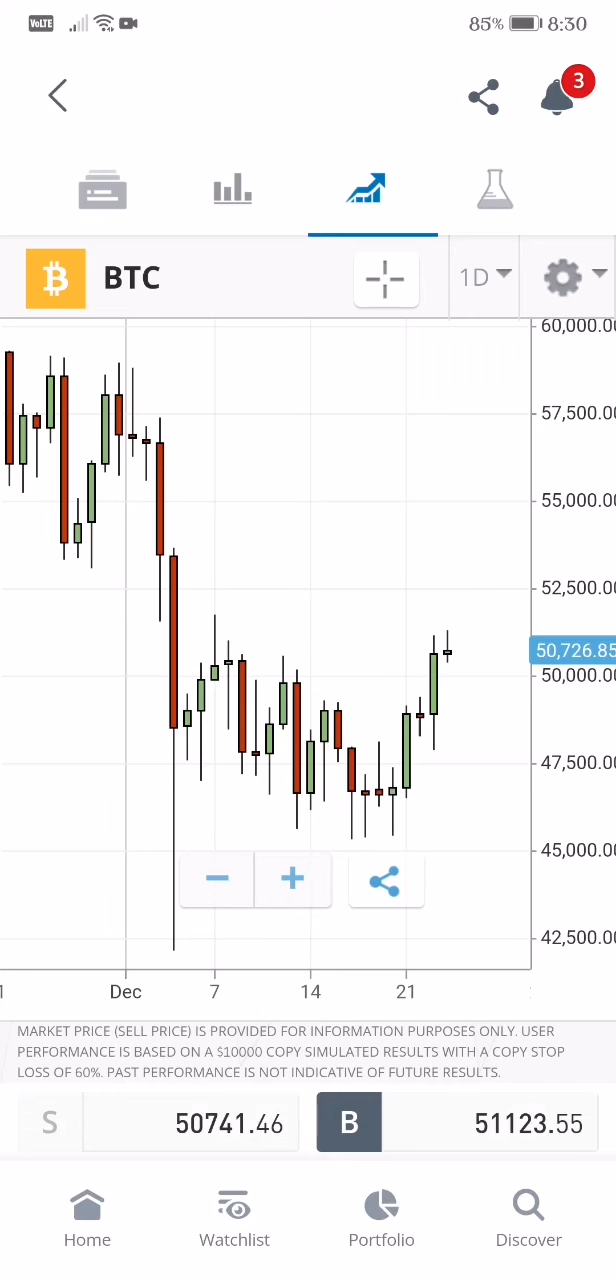 VoLTE 85% 8:30
3
BTC 1D
60,000.00
57,500.00
55,000.00
52,500.00
50,726.85
50,000.00
47,500.00
45,000.00
42,500.00
Dec 7 14 21
MARKET PRICE (SELL PRICE) IS PROVIDED FOR INFORMATION PURPOSES ONLY. USER
PERFORMANCE IS BASED ON A $10000 COPY SIMULATED RESULTS WITH A COPY STOP
LOSS OF 60%. PAST PERFORMANCE IS NOT INDICATIVE OF FUTURE RESULTS.
S 50741.46 B 51123.55
Home Watchlist Portfolio Discover